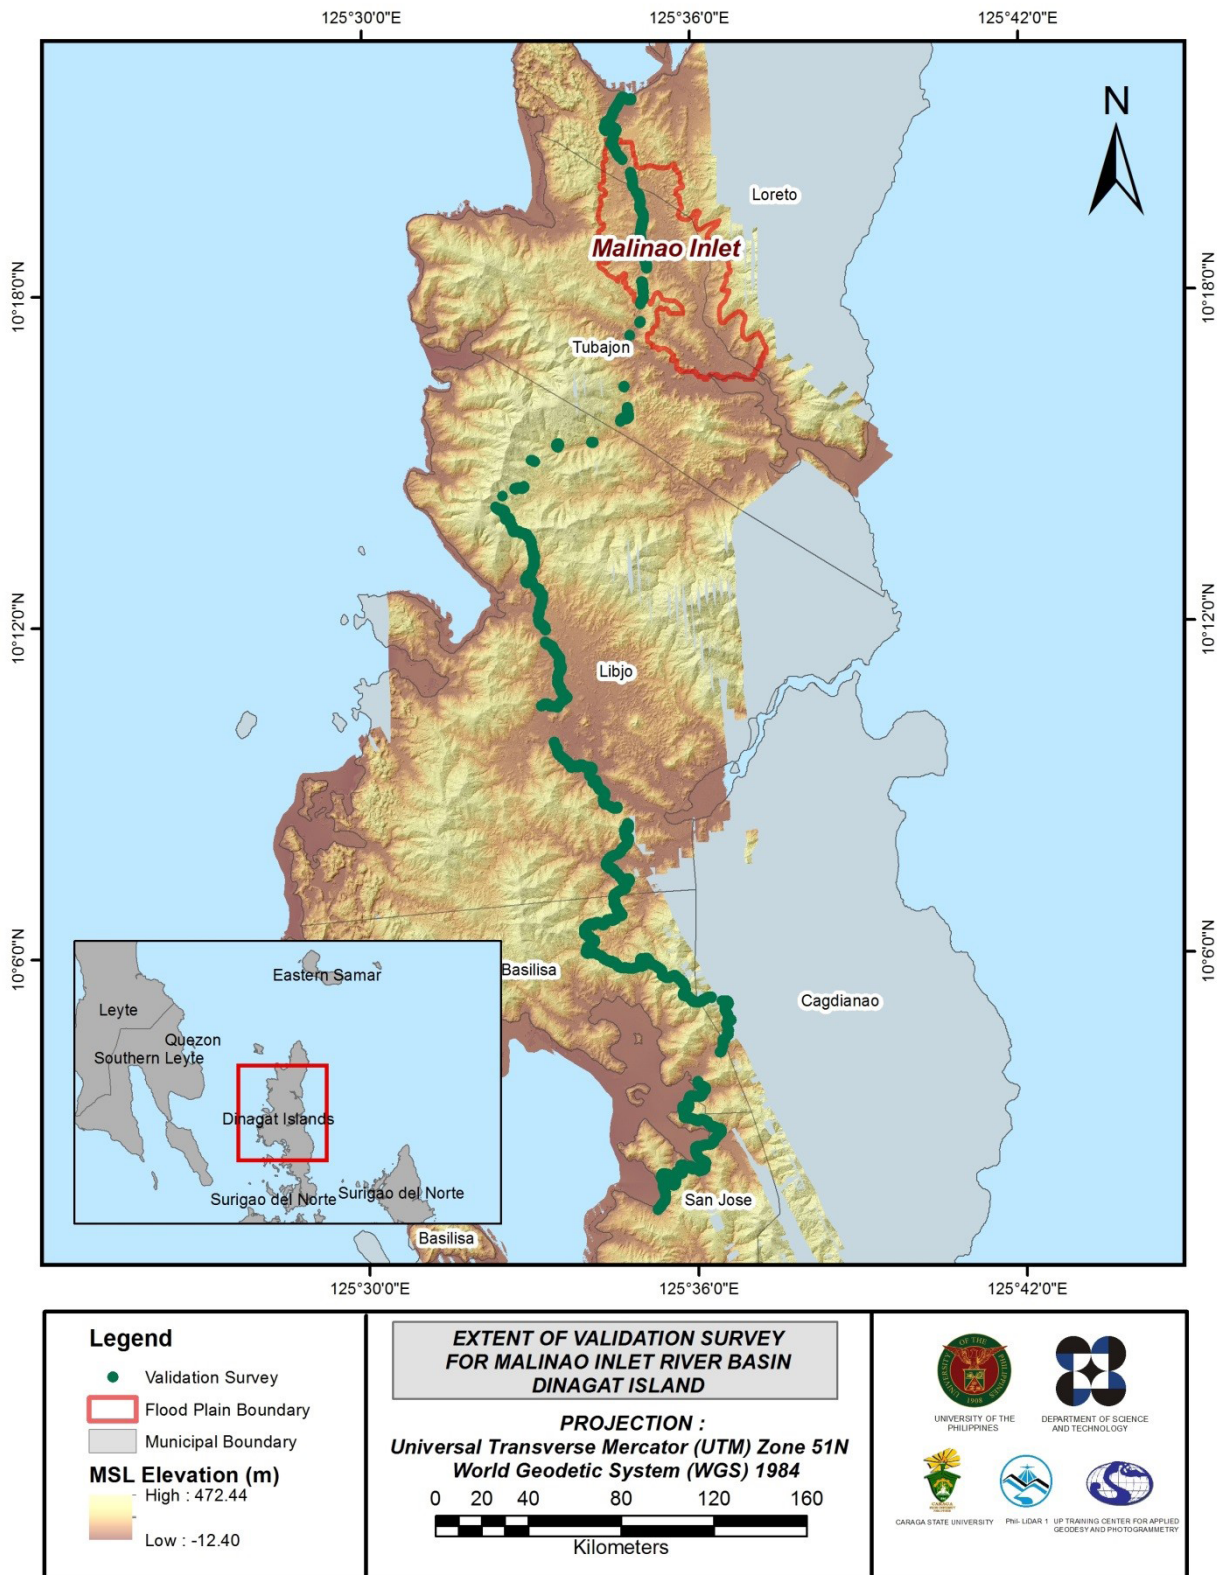 125°30'0"E
125°36'0"E
125°42'0"E
N
Loreto
Malinao Inlet
10°18'0"N
10°18'0"N
Tubajon
10°12'0"N
10°12'0"N
Libjo
10°6'0"N
10°6'0"N
Basilisa
Cagdianao
Eastern Samar
Leyte
Quezon
Southern Leyte
Dinagat Islands
Surigao del Norte
Surigao del Norte
San Jose
Basilisa
125°30'0"E
125°36'0"E
125°42'0"E
Legend
Validation Survey
Flood Plain Boundary
Municipal Boundary
MSL Elevation (m)
High : 472.44
Low : -12.40
EXTENT OF VALIDATION SURVEY
FOR MALINAO INLET RIVER BASIN
DINAGAT ISLAND
PROJECTION :
Universal Transverse Mercator (UTM) Zone 51N
World Geodetic System (WGS) 1984
0 20 40 80 120 160
Kilometers
UNIVERSITY OF THE PHILIPPINES
1908
UNIVERSITY OF THE
PHILIPPINES
DEPARTMENT OF SCIENCE
AND TECHNOLOGY
CARAGA
CARAGA STATE UNIVERSITY
Phil- LiDAR 1
UP TRAINING CENTER FOR APPLIED
GEODESY AND PHOTOGRAMMETRY